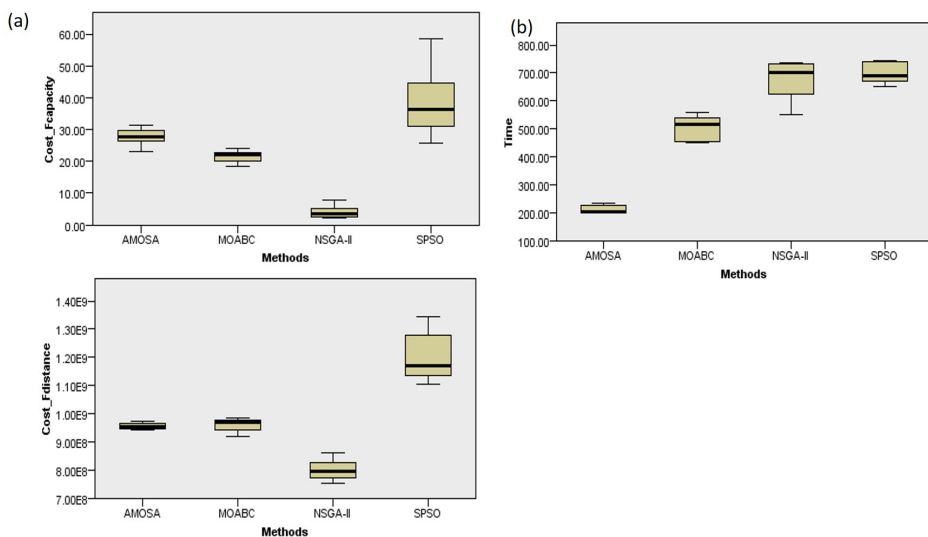 (a)
60.00
50.00
40.00
30.00
20.00
10.00
0.00
Cost_Fcapacity
AMOSA MOABC NSGA-II SPSO
Methods
(b)
800.00
700.00
600.00
500.00
400.00
300.00
200.00
100.00
Time
AMOSA MOABC NSGA-II SPSO
Methods
1.40E9
1.30E9
1.20E9
1.10E9
1.00E9
9.00E8
8.00E8
7.00E8
Cost_Fdistance
AMOSA MOABC NSGA-II SPSO
Methods